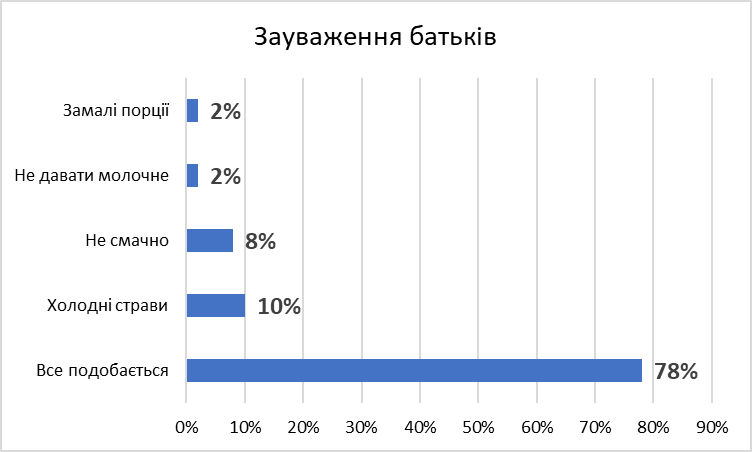 Зауваження батьків
Замалі порції 2%
Не давати молочне 2%
Не смачно 8%
Холодні страви 10%
Все подобається 78%
0% 10% 20% 30% 40% 50% 60% 70% 80% 90%